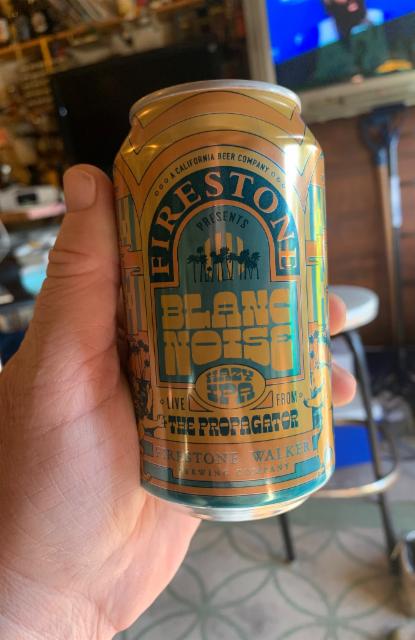 A CALIFORNIA BEER COMPANY
FIRESTONE
PRESENTS
BLANC
NOISE
HAZY
IPA
LIVE FROM
THE PROPAGATOR
FIRESTONE WALKER
BREWING COMPANY